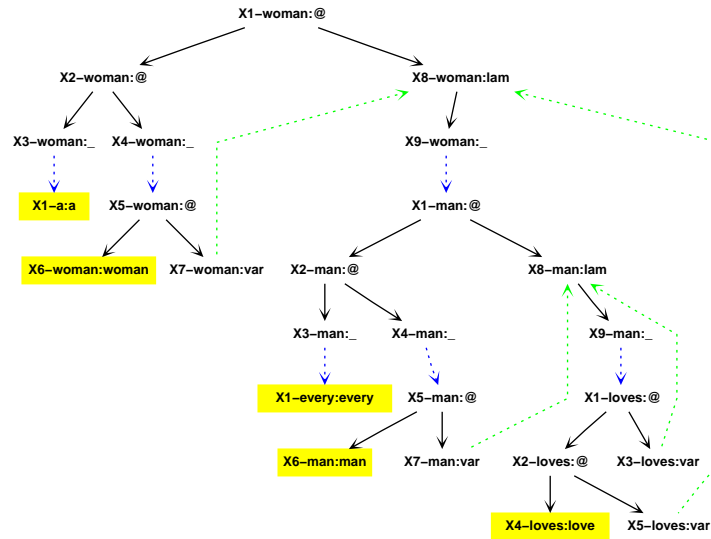 X1−woman:@
X2−woman:@ X8−woman:lam
X3−woman:_ X4−woman:_ X9−woman:_
X1−a:a X5−woman:@ X1−man:@
X6−woman:woman X7−woman:var X2−man:@ X8−man:lam
X3−man:_ X4−man:_ X9−man:_
X1−every:every X5−man:@ X1−loves:@
X6−man:man X7−man:var X2−loves:@ X3−loves:var
X4−loves:love X5−loves:var